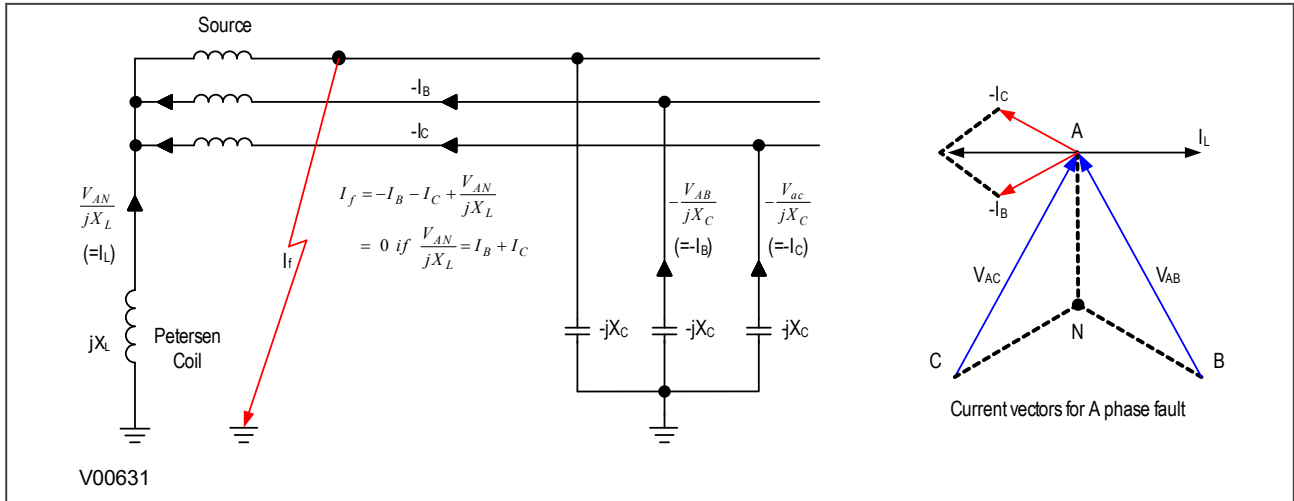 Source
-IB
-IC
VAN
jXL
(=IL)
If = -IB - IC + VAN/jXL
= 0 if VAN/jXL = IB + IC
-VAB/jXC
(=-IB)
-Vac/jXC
(=-IC)
If
jXL
Petersen
Coil
-jXC
-jXC
-jXC
-IC
A
IL
-IB
VAC
VAB
N
C
B
Current vectors for A phase fault
V00631